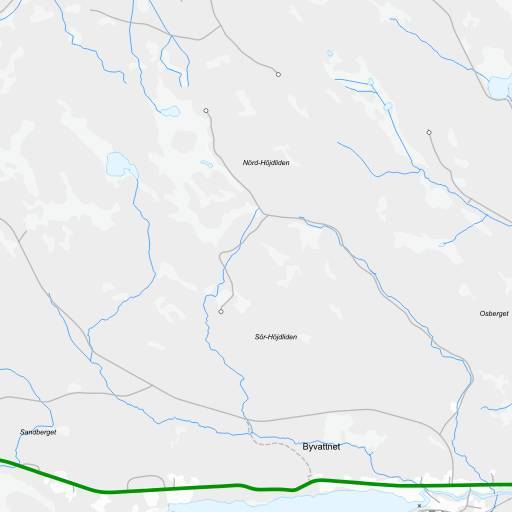 Nörd-Höjdliden
Osberget
Sör-Höjdliden
Sandberget
Byvattnet